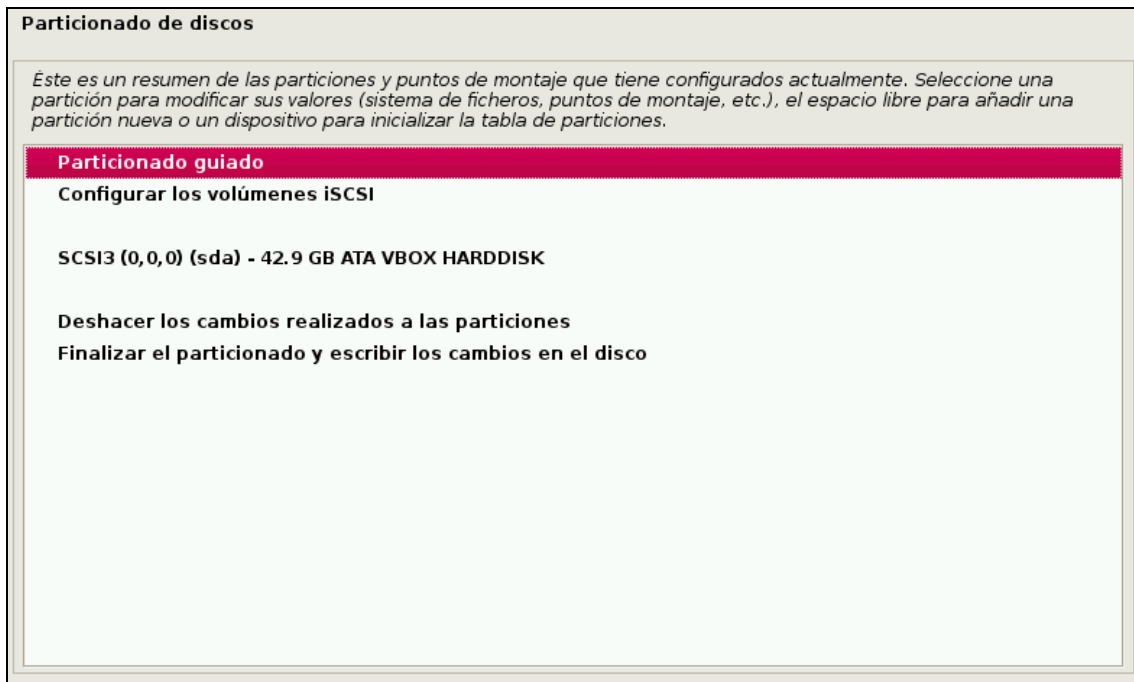 Particionado de discos
Éste es un resumen de las particiones y puntos de montaje que tiene configurados actualmente. Seleccione una
partición para modificar sus valores (sistema de ficheros, puntos de montaje, etc.), el espacio libre para añadir una
partición nueva o un dispositivo para inicializar la tabla de particiones.
Particionado guiado
Configurar los volúmenes iSCSI
SCSI3 (0,0,0) (sda) - 42.9 GB ATA VBOX HARDDISK
Deshacer los cambios realizados a las particiones
Finalizar el particionado y escribir los cambios en el disco